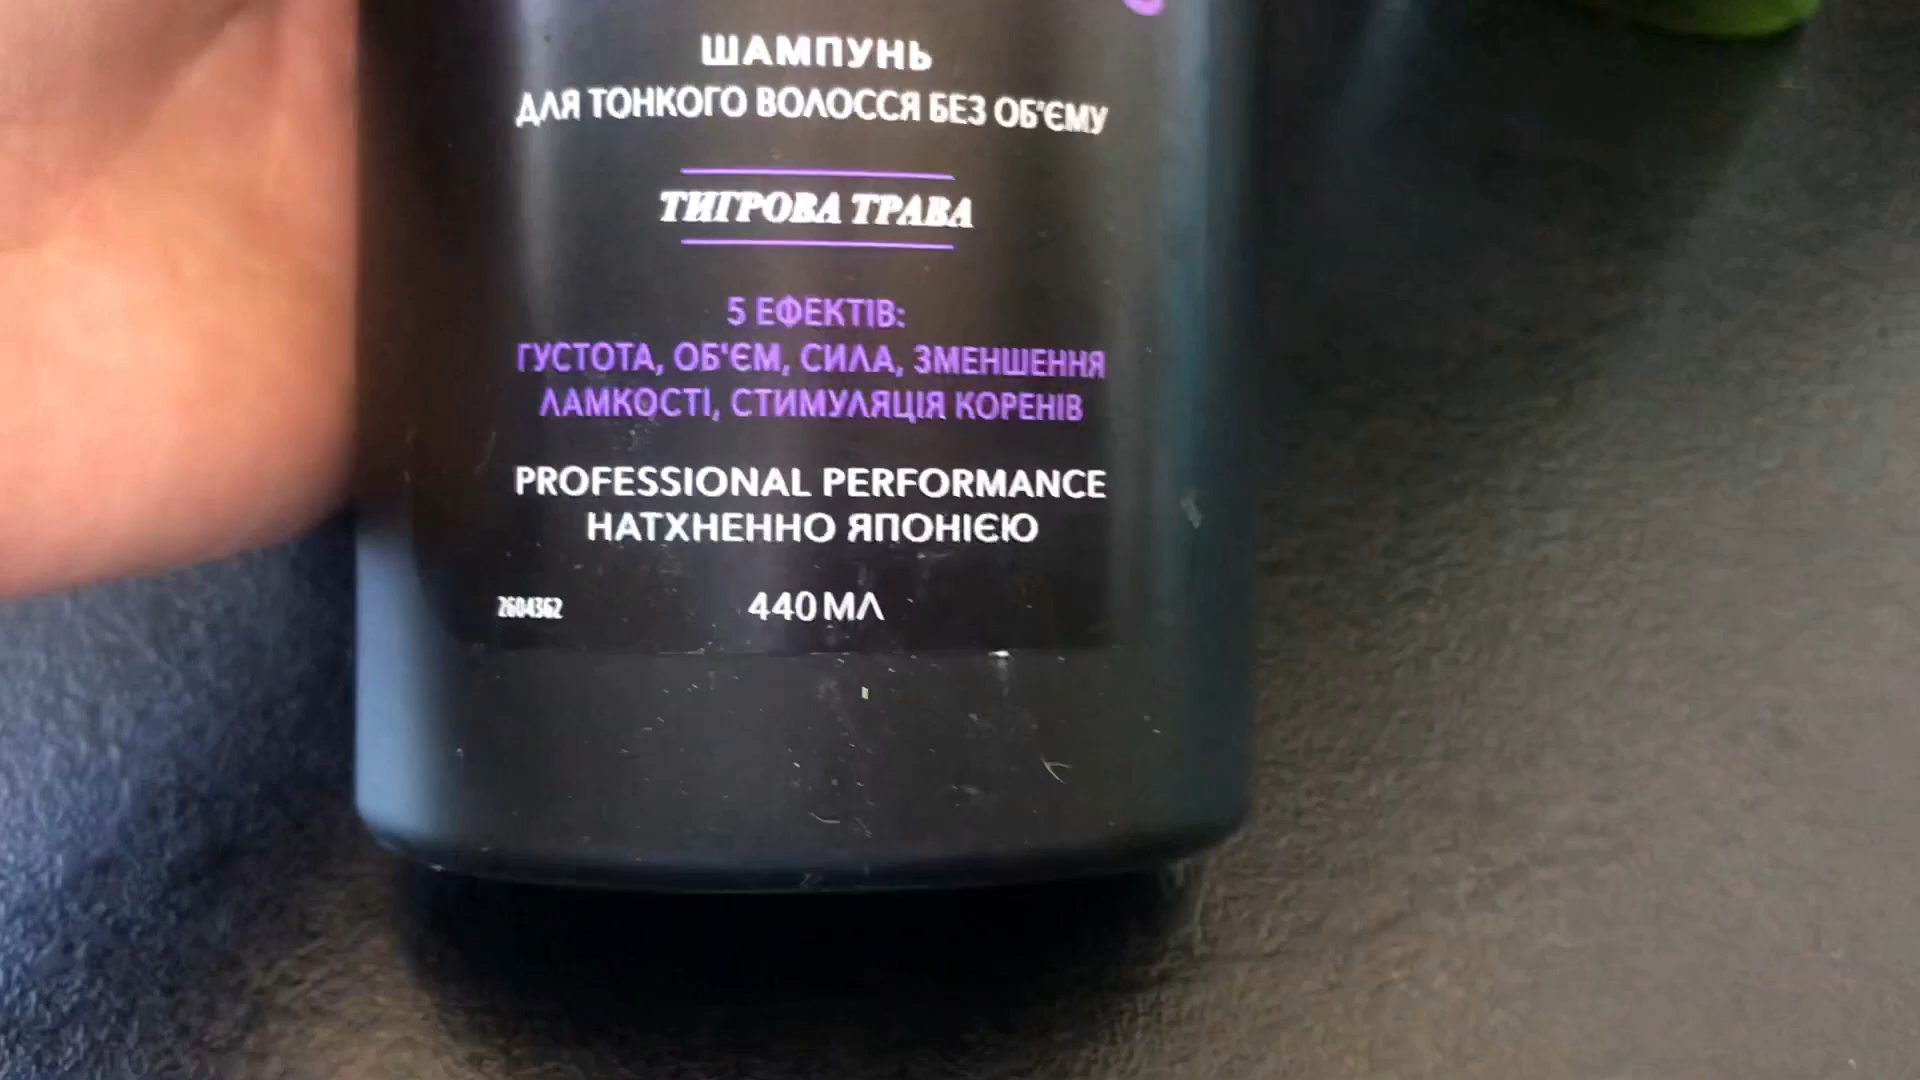 ШАМПУНЬ
ДЛЯ ТОНКОГО ВОЛОССЯ БЕЗ ОБ'ЄМУ
ТИГРОВА ТРАВА
5 ЕФЕКТІВ:
ГУСТОТА, ОБ'ЄМ, СИЛА, ЗМЕНШЕННЯ
ЛАМКОСТІ, СТИМУЛЯЦІЯ КОРЕНІВ
PROFESSIONAL PERFORMANCE
НАТХНЕННО ЯПОНІЄЮ
2604362
440 МЛ